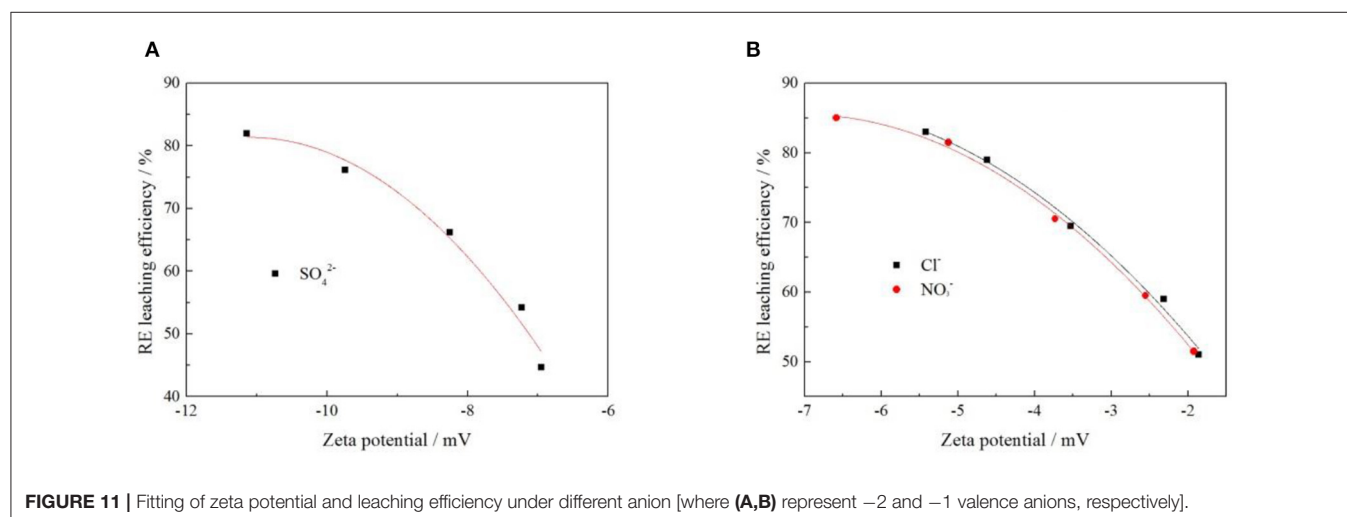 A
90
80
70
60
50
40
RE leaching efficiency / %
SO₄²⁻
-12
-10
-8
-6
Zeta potential / mV
B
90
80
70
60
50
RE leaching efficiency / %
Cl⁻
NO₃⁻
-7
-6
-5
-4
-3
-2
Zeta potential / mV
FIGURE 11 | Fitting of zeta potential and leaching efficiency under different anion [where (A,B) represent −2 and −1 valence anions, respectively].